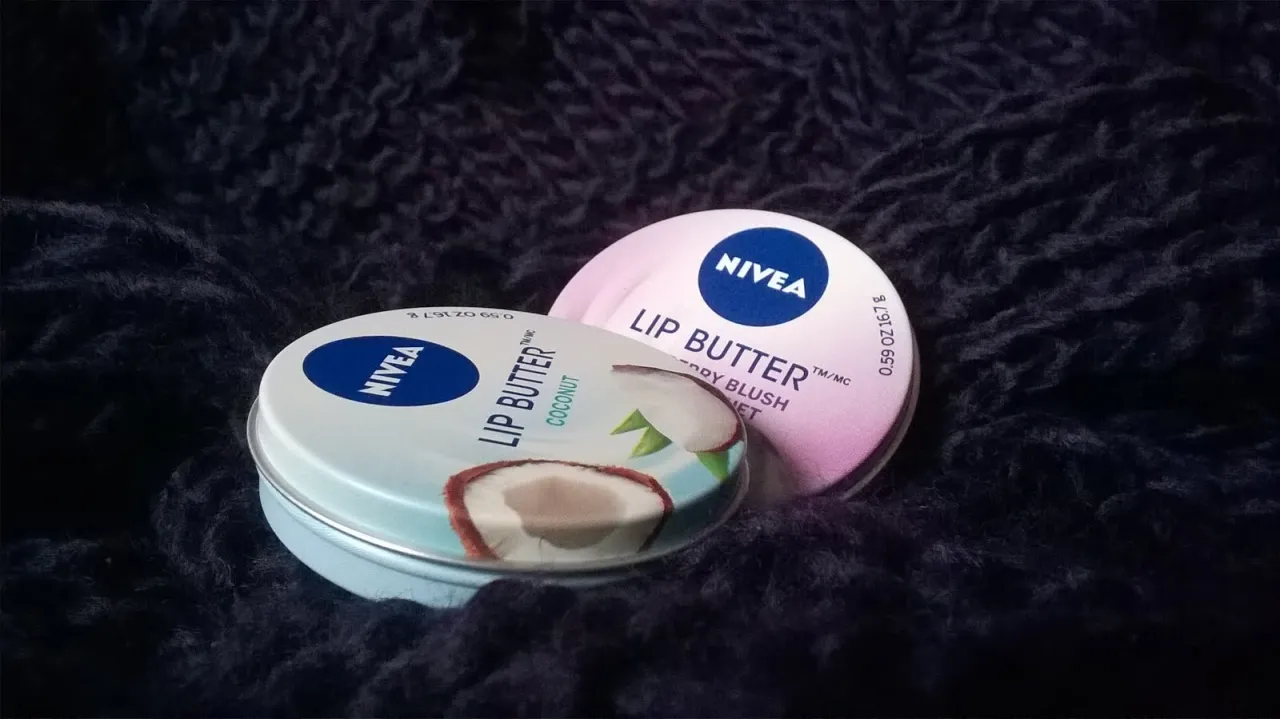 NIVEA
LIP BUTTER™/MC
COCONUT
0.59 OZ 16.7 g
NIVEA
LIP BUTTER™/MC
BLUSH
0.59 OZ 16.7 g